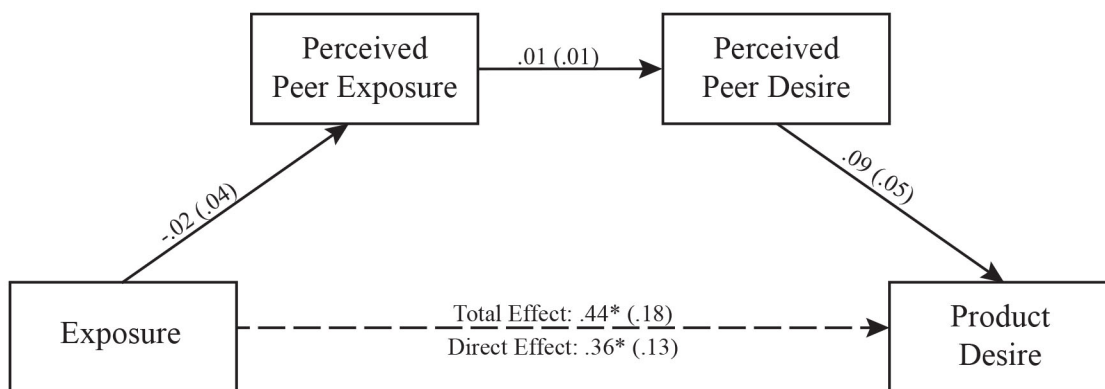 Perceived
Peer Exposure
.01 (.01)
Perceived
Peer Desire
-.02 (.04)
.09 (.05)
Exposure
Total Effect: .44* (.18)
Direct Effect: .36* (.13)
Product
Desire